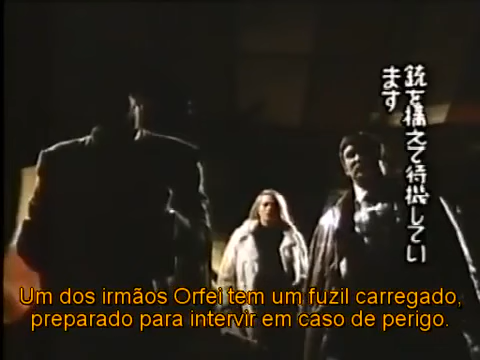 銃を構えて待機してい
ます
Um dos irmãos Orfei tem um fuzil carregado,
preparado para intervir em caso de perigo.